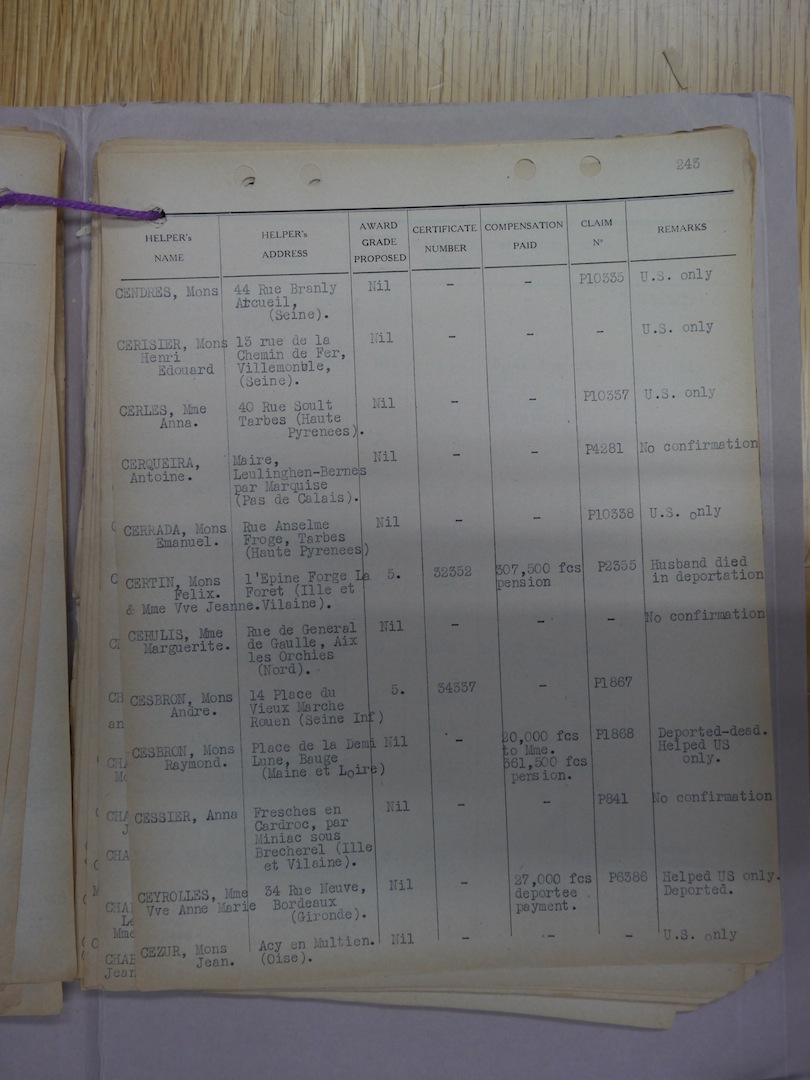 243
HELPER's NAME | HELPER's ADDRESS | AWARD GRADE PROPOSED | CERTIFICATE NUMBER | COMPENSATION PAID | CLAIM Nº | REMARKS
CENDRES, Mons | 44 Rue Branly | Nil | - | - | P10335 | U.S. only
Arcueil,
(Seine).
CERISIER, Mons | 13 rue de la | Nil | - | - | - | U.S. only
Henri | Chemin de Fer,
Edouard | Villemomble,
(Seine).
CERLES, Mme | 40 Rue Soult | Nil | - | - | P10337 | U.S. only
Anna. | Tarbes (Haute
Pyrenees).
CERQUEIRA, | Maire, | Nil | - | - | P4281 | No confirmation
Antoine. | Leulinghen-Bernes
par Marquise
(Pas de Calais).
CERRADA, Mons | Rue Anselme | Nil | - | - | P10338 | U.S. only
Emanuel. | Froge, Tarbes
(Haute Pyrenees)
CERTIN, Mons | l'Epine Forge La | 5. | 32352 | 307,500 fcs | P2355 | Husband died
Felix. | Foret (Ille et | pension | in deportation
& Mme Vve Jeanne. | Vilaine).
CERULIS, Mme | Rue de General | Nil | - | - | - | No confirmation
Marguerite. | de Gaulle, Aix
les Orchies
(Nord).
CESBRON, Mons | 14 Place du | 5. | 34337 | - | P1867
Andre. | Vieux Marche
Rouen (Seine Inf)
CESBRON, Mons | Place de la Demi | Nil | - | 20,000 fcs | P1868 | Deported-dead.
Raymond. | Lune, Bauge | to Mme. | Helped US
(Maine et Loire) | 361,500 fcs | only.
pension.
CESSIER, Anna | Fresches en | Nil | - | - | P841 | No confirmation
Cardroc, par
Miniac sous
Brecherel (Ille
et Vilaine).
CEYROLLES, Mme | 34 Rue Neuve, | Nil | - | 27,000 fcs | P6386 | Helped US only.
Vve Anne Marie | Bordeaux | deportee | Deported.
(Gironde). | payment.
CEZUR, Mons | Acy en Multien. | Nil | - | - | - | U.S. only
Jean. | (Oise).